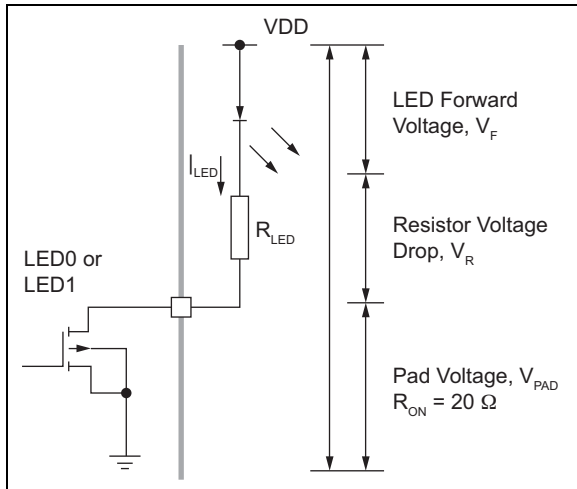 VDD
LED Forward
Voltage, V_F
I_LED
R_LED
Resistor Voltage
Drop, V_R
LED0 or
LED1
Pad Voltage, V_PAD
R_ON = 20 Ω